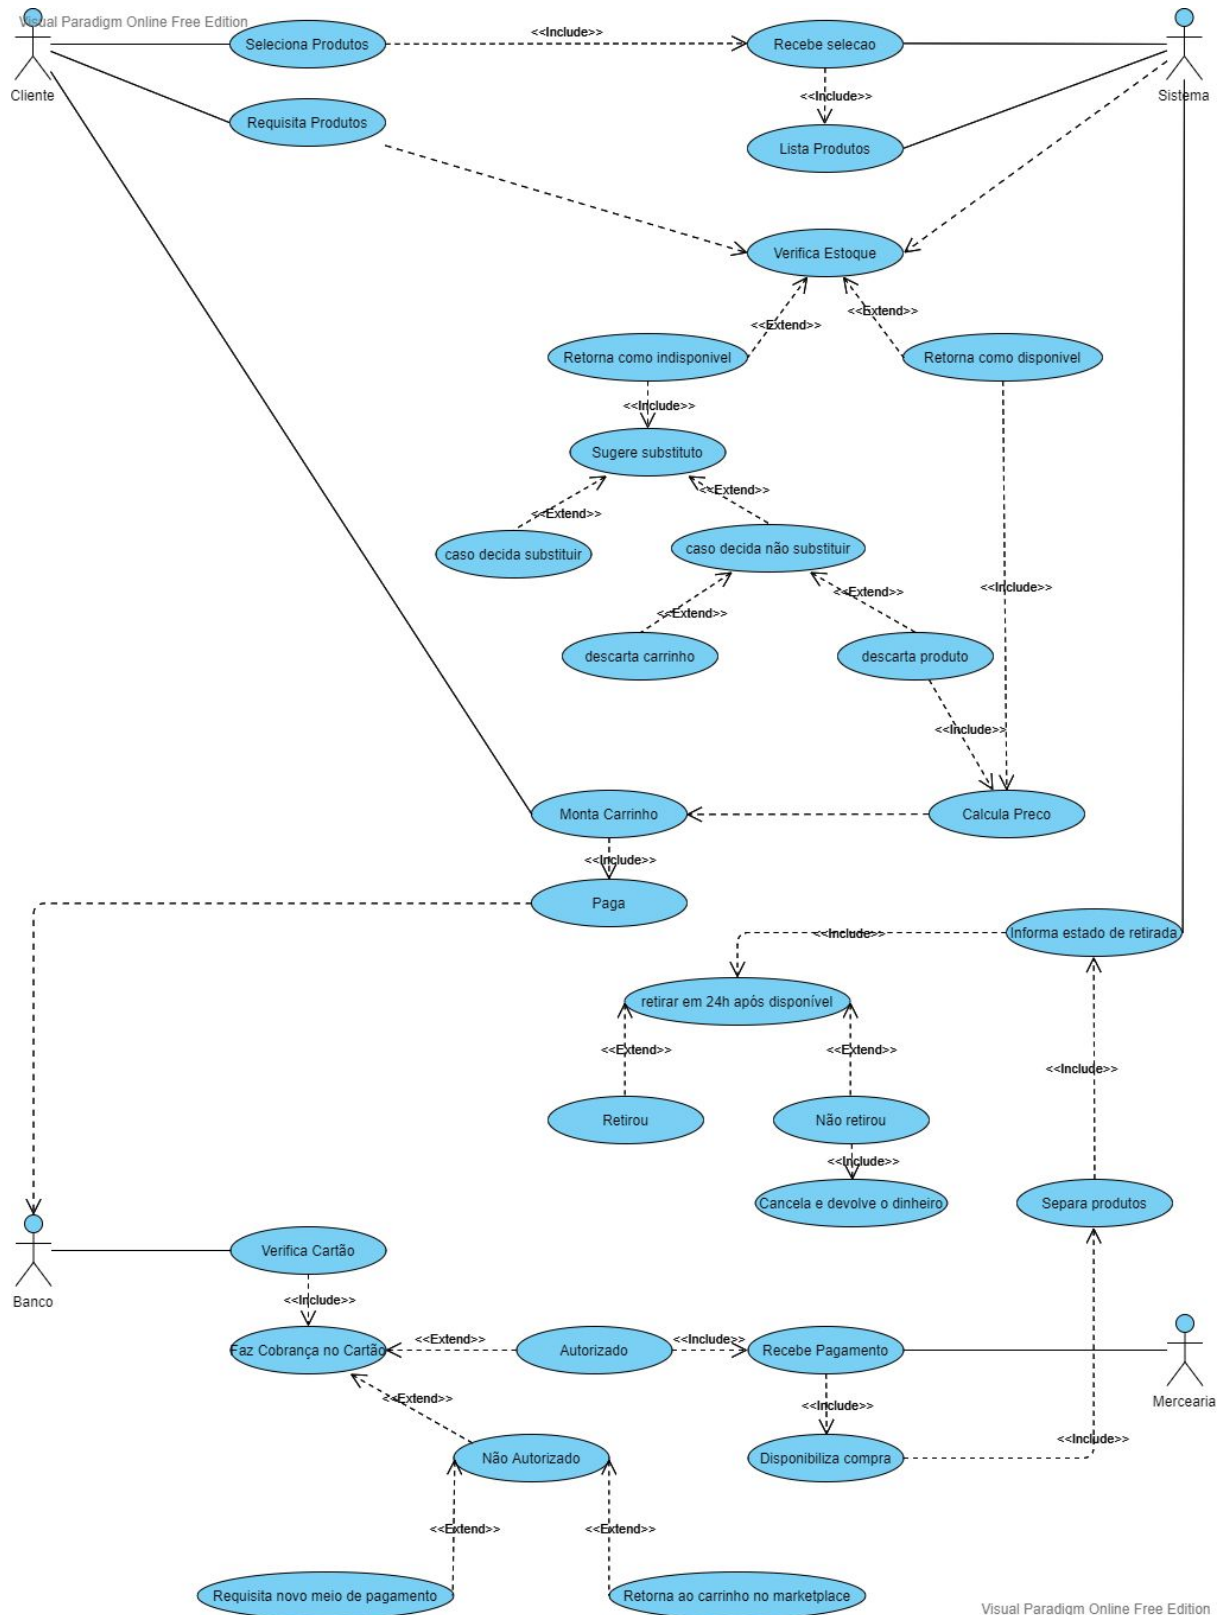 Visual Paradigm Online Free Edition
Seleciona Produtos
<<Include>>
Recebe selecao
Cliente
Sistema
<<Include>>
Requisita Produtos
Lista Produtos
Verifica Estoque
<<Extend>>
<<Extend>>
Retorna como indisponivel
Retorna como disponivel
<<Include>>
Sugere substituto
<<Extend>>
<<Extend>>
caso decida substituir
caso decida não substituir
<<Include>>
<<Extend>>
<<Extend>>
descarta carrinho
descarta produto
<<Include>>
Monta Carrinho
Calcula Preco
<<Include>>
Paga
<<Include>>
Informa estado de retirada
retirar em 24h após disponível
<<Extend>>
<<Extend>>
<<Include>>
Retirou
Não retirou
<<Include>>
Cancela e devolve o dinheiro
Separa produtos
Verifica Cartão
Banco
<<Include>>
Faz Cobrança no Cartão
<<Extend>>
Autorizado
<<Include>>
Recebe Pagamento
Mercearia
<<Extend>>
<<Include>>
<<Include>>
Não Autorizado
Disponibiliza compra
<<Extend>>
<<Extend>>
Requisita novo meio de pagamento
Retorna ao carrinho no marketplace
Visual Paradigm Online Free Edition